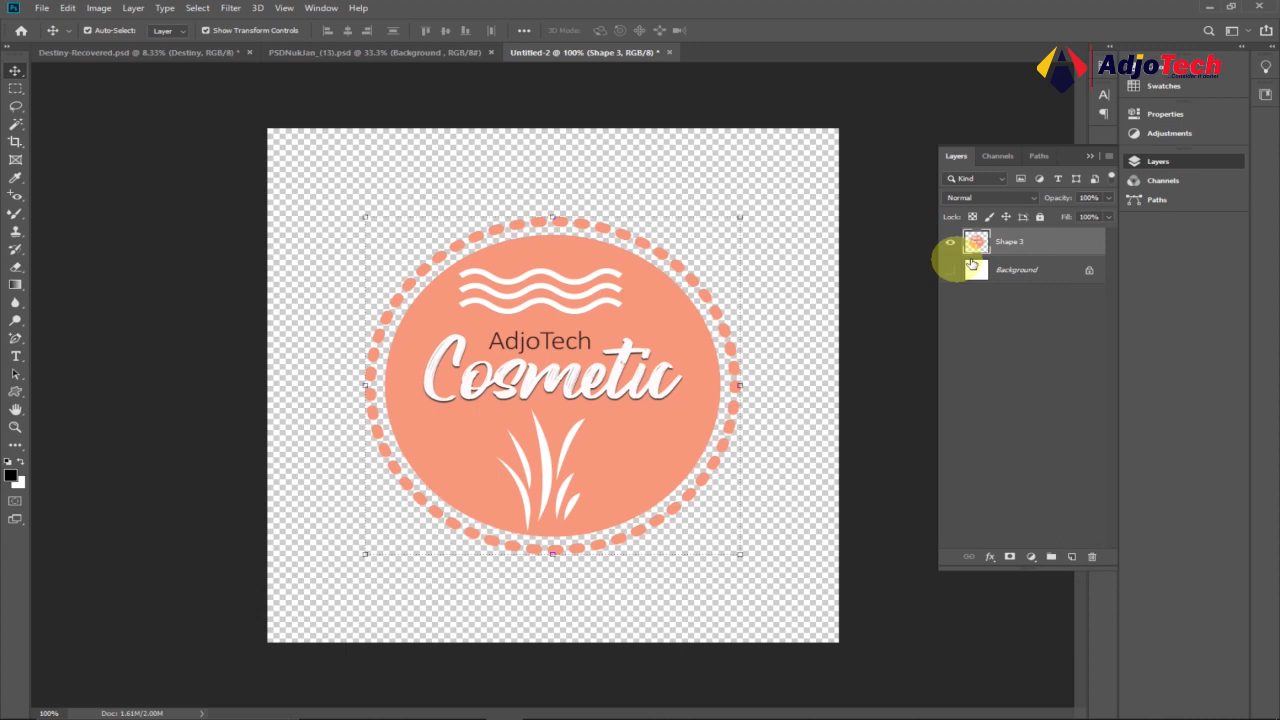 Ps File Edit Image Layer Type Select Filter 3D View Window Help
Auto-Select: Layer Show Transform Controls 3D Mode:
Destiny-Recovered.psd @ 8.33% (Destiny, RGB/8) * × PSDNukJan_(13).psd @ 33.3% (Background , RGB/8#) × Untitled-2 @ 100% (Shape 3, RGB/8) * ×
AdjoTech
Swatches
Properties
Adjustments
Layers
Channels
Paths
Layers Channels Paths
Kind
Normal Opacity: 100%
Lock: Fill: 100%
Shape 3
Background
AdjoTech
Cosmetic
100% Doc: 1.61M/2.00M